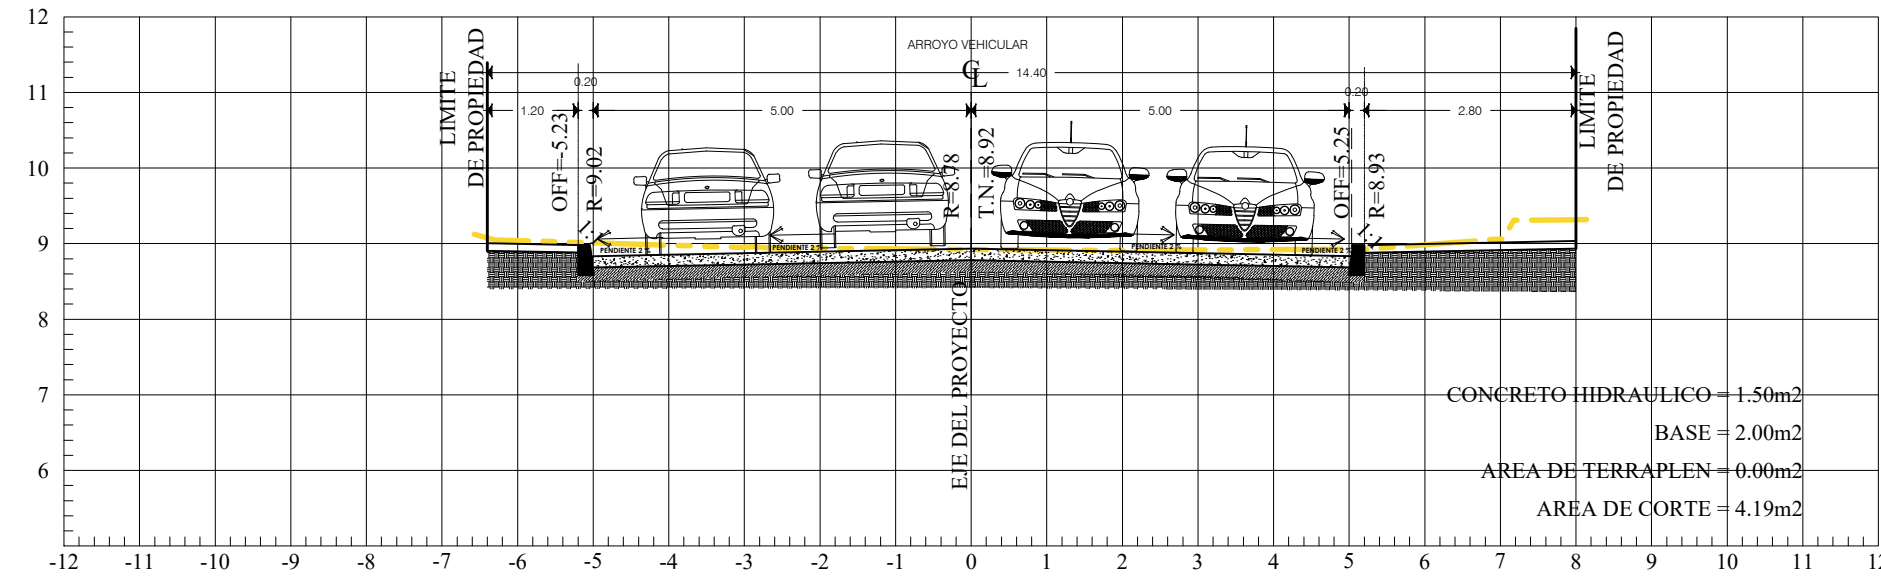 12
11
10
9
8
7
6
-12
-11
-10
-9
-8
-7
-6
-5
-4
-3
-2
-1
0
1
2
3
4
5
6
7
8
9
10
11
12
ARROYO VEHICULAR
CL
14.40
0.20
0.20
1.20
5.00
5.00
2.80
LIMITE
DE PROPIEDAD
OFF=-5.23
R=9.02
1:1
R=8.78
T.N.=8.92
OFF=5.25
R=8.93
1:1
LIMITE
DE PROPIEDAD
PENDIENTE 2 %
PENDIENTE 2 %
PENDIENTE 2 %
PENDIENTE 2 %
EJE DEL PROYECTO
CONCRETO HIDRAULICO = 1.50m2
BASE = 2.00m2
AREA DE TERRAPLEN = 0.00m2
AREA DE CORTE = 4.19m2